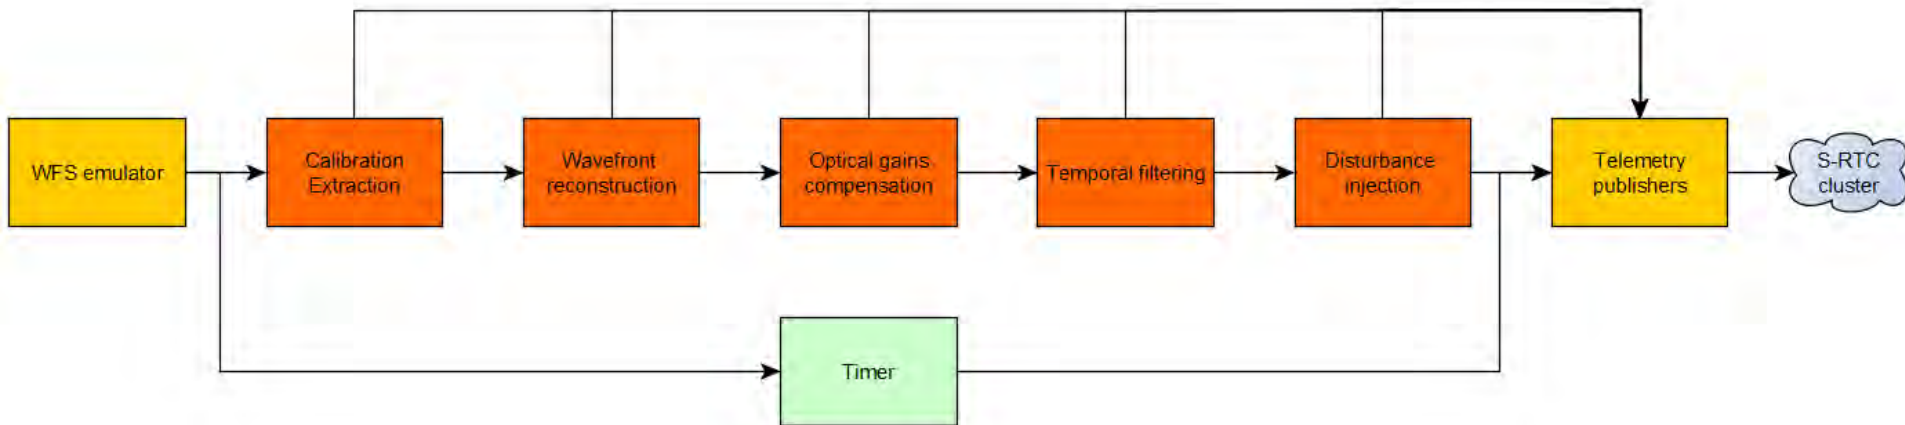 WFS emulator
Calibration
Extraction
Wavefront
reconstruction
Optical gains
compensation
Temporal filtering
Disturbance
injection
Telemetry
publishers
S-RTC
cluster
Timer